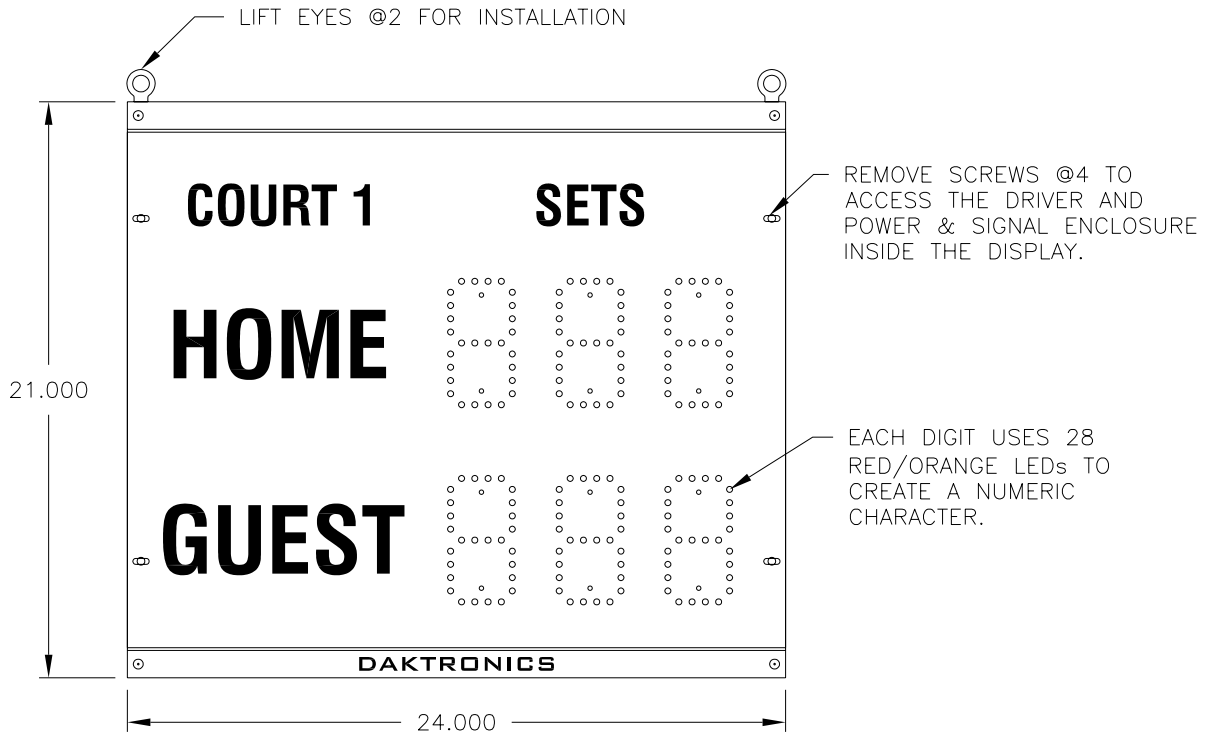 LIFT EYES @2 FOR INSTALLATION
REMOVE SCREWS @4 TO
ACCESS THE DRIVER AND
POWER & SIGNAL ENCLOSURE
INSIDE THE DISPLAY.
COURT 1 SETS
HOME
21.000
EACH DIGIT USES 28
RED/ORANGE LEDs TO
CREATE A NUMERIC
CHARACTER.
GUEST
DAKTRONICS
24.000